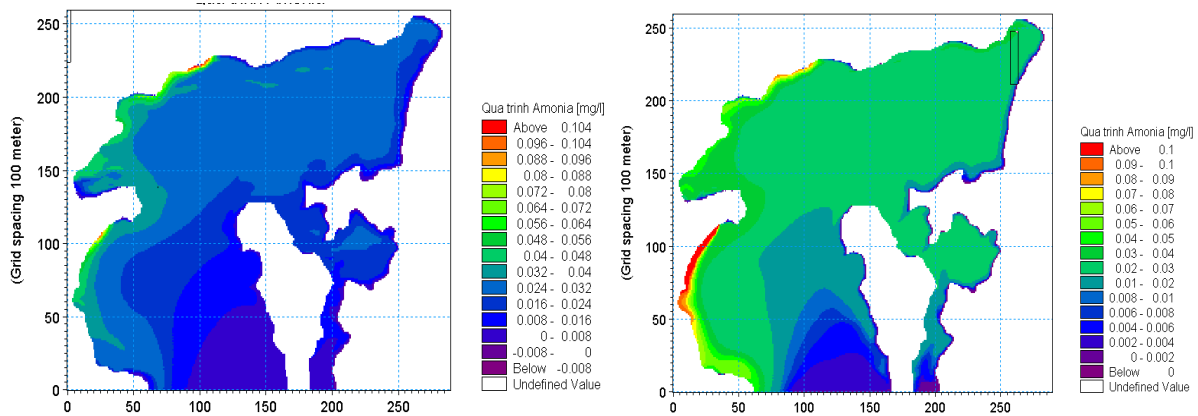 (Grid spacing 100 meter)
260
250
200
150
100
50
0
0 50 100 150 200 250
Qua trinh Amonia [mg/l]
Above 0.104
0.096 - 0.104
0.088 - 0.096
0.08 - 0.088
0.072 - 0.08
0.064 - 0.072
0.056 - 0.064
0.048 - 0.056
0.04 - 0.048
0.032 - 0.04
0.024 - 0.032
0.016 - 0.024
0.008 - 0.016
0 - 0.008
-0.008 - 0
Below -0.008
Undefined Value
(Grid spacing 100 meter)
250
200
150
100
50
0
0 50 100 150 200 250
Qua trinh Amonia [mg/l]
Above 0.1
0.09 - 0.1
0.08 - 0.09
0.07 - 0.08
0.06 - 0.07
0.05 - 0.06
0.04 - 0.05
0.03 - 0.04
0.02 - 0.03
0.01 - 0.02
0.008 - 0.01
0.006 - 0.008
0.004 - 0.006
0.002 - 0.004
0 - 0.002
Below 0
Undefined Value